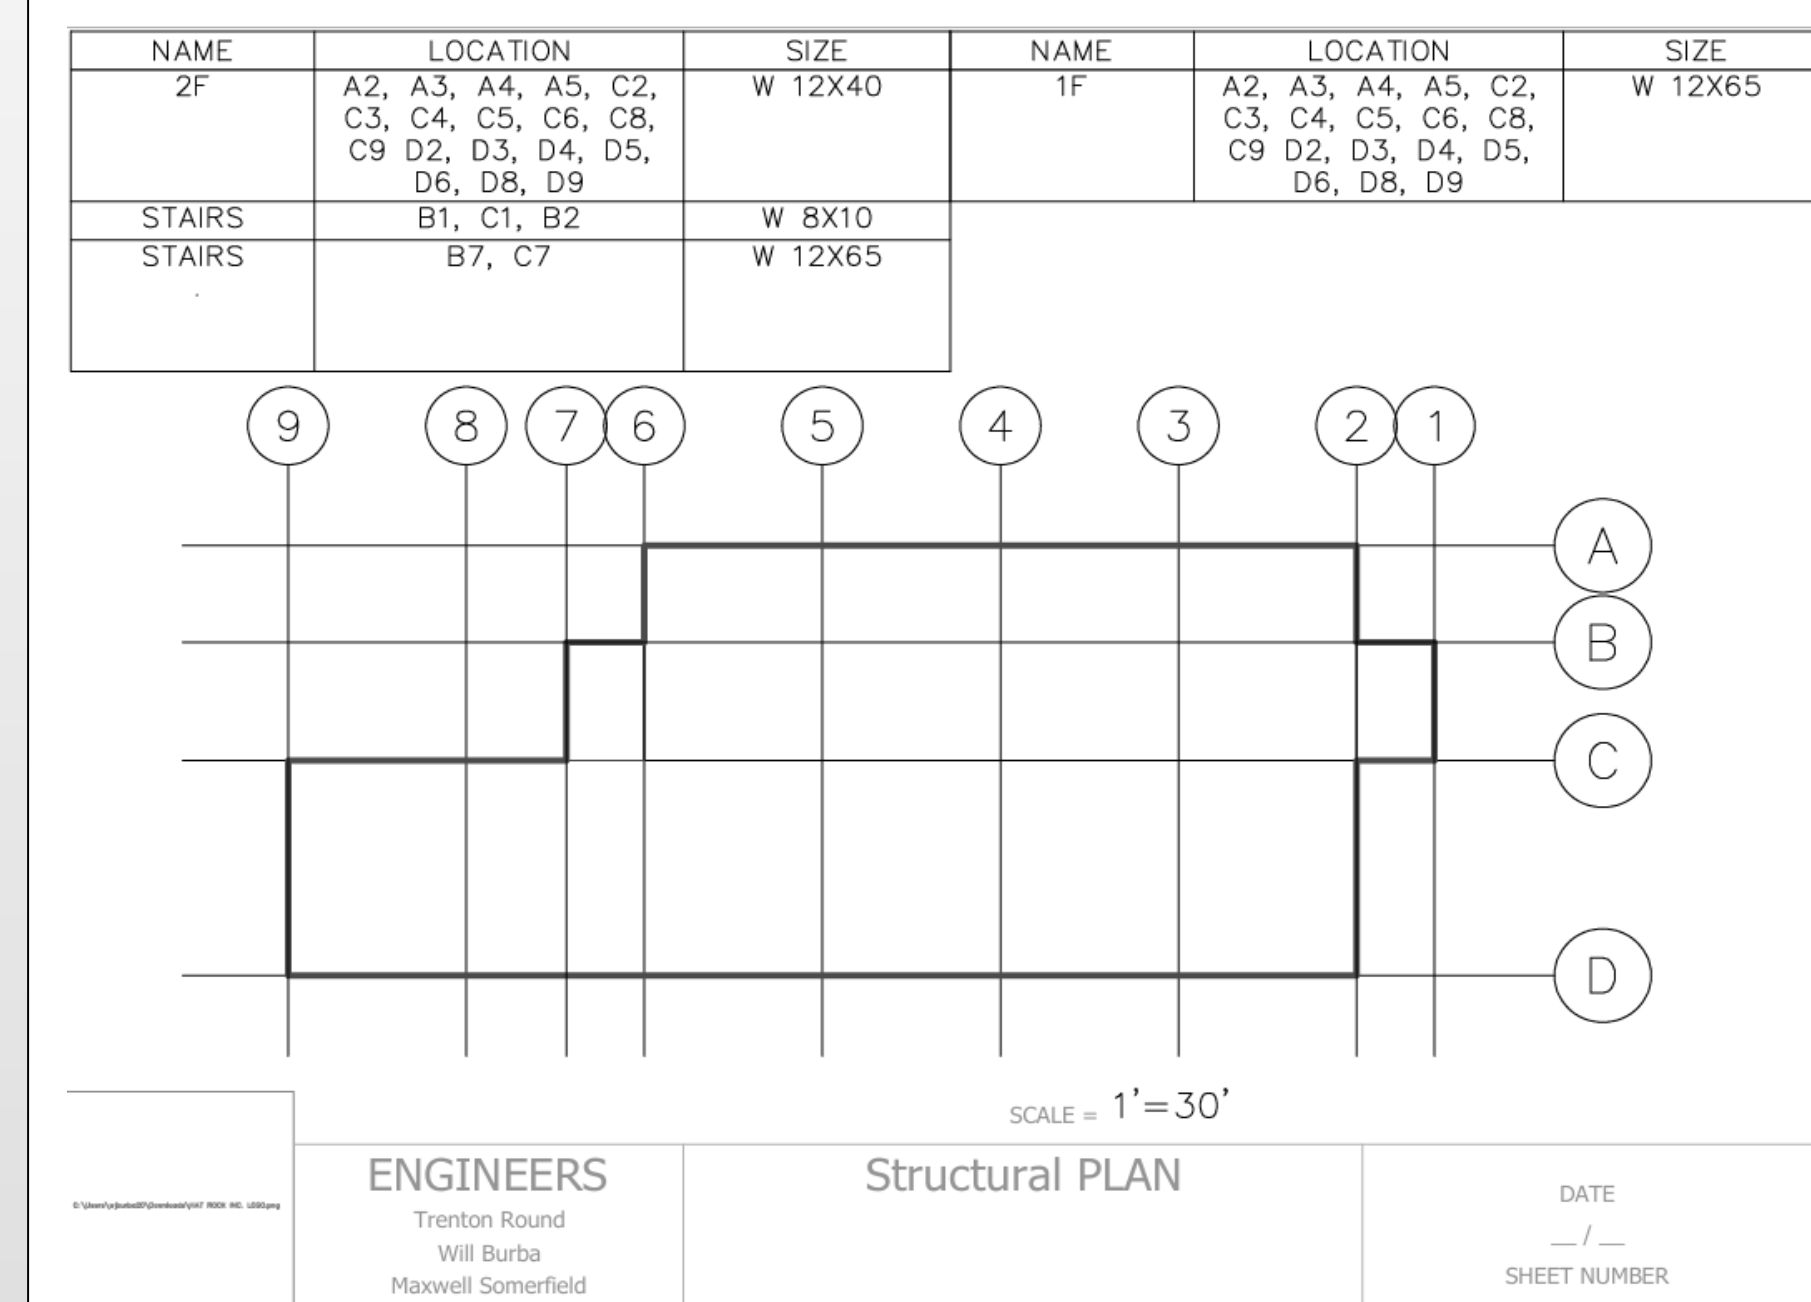 NAME LOCATION SIZE NAME LOCATION SIZE
2F A2, A3, A4, A5, C2, W 12X40 1F A2, A3, A4, A5, C2, W 12X65
C3, C4, C5, C6, C8, C3, C4, C5, C6, C8,
C9 D2, D3, D4, D5, C9 D2, D3, D4, D5,
D6, D8, D9 D6, D8, D9
STAIRS B1, C1, B2 W 8X10
STAIRS B7, C7 W 12X65
9 8 7 6 5 4 3 2 1
A
B
C
D
SCALE = 1'=30'
ENGINEERS
Trenton Round
Will Burba
Maxwell Somerfield
Structural PLAN
DATE
__ / __
SHEET NUMBER